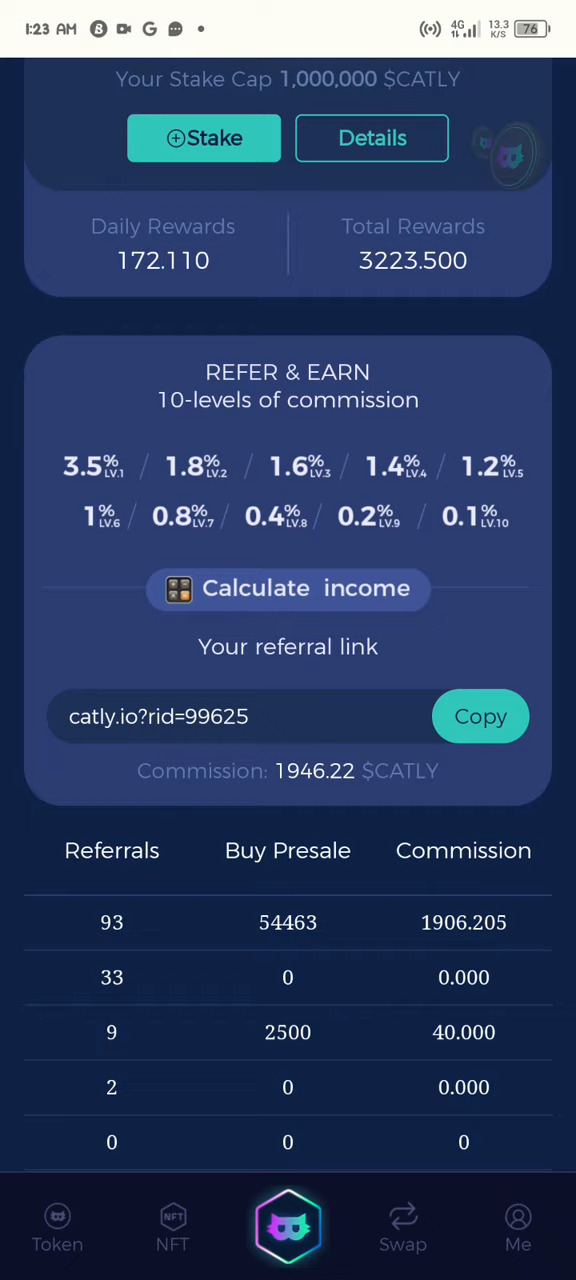 1:23 AM 4G 13.3 K/S 76
Your Stake Cap 1,000,000 $CATLY
Stake Details
Daily Rewards Total Rewards
172.110 3223.500
REFER & EARN
10-levels of commission
3.5% LV.1 / 1.8% LV.2 / 1.6% LV.3 / 1.4% LV.4 / 1.2% LV.5
1% LV.6 / 0.8% LV.7 / 0.4% LV.8 / 0.2% LV.9 / 0.1% LV.10
Calculate income
Your referral link
catly.io?rid=99625 Copy
Commission: 1946.22 $CATLY
Referrals Buy Presale Commission
93 54463 1906.205
33 0 0.000
9 2500 40.000
2 0 0.000
0 0 0
NFT
Token NFT Swap Me